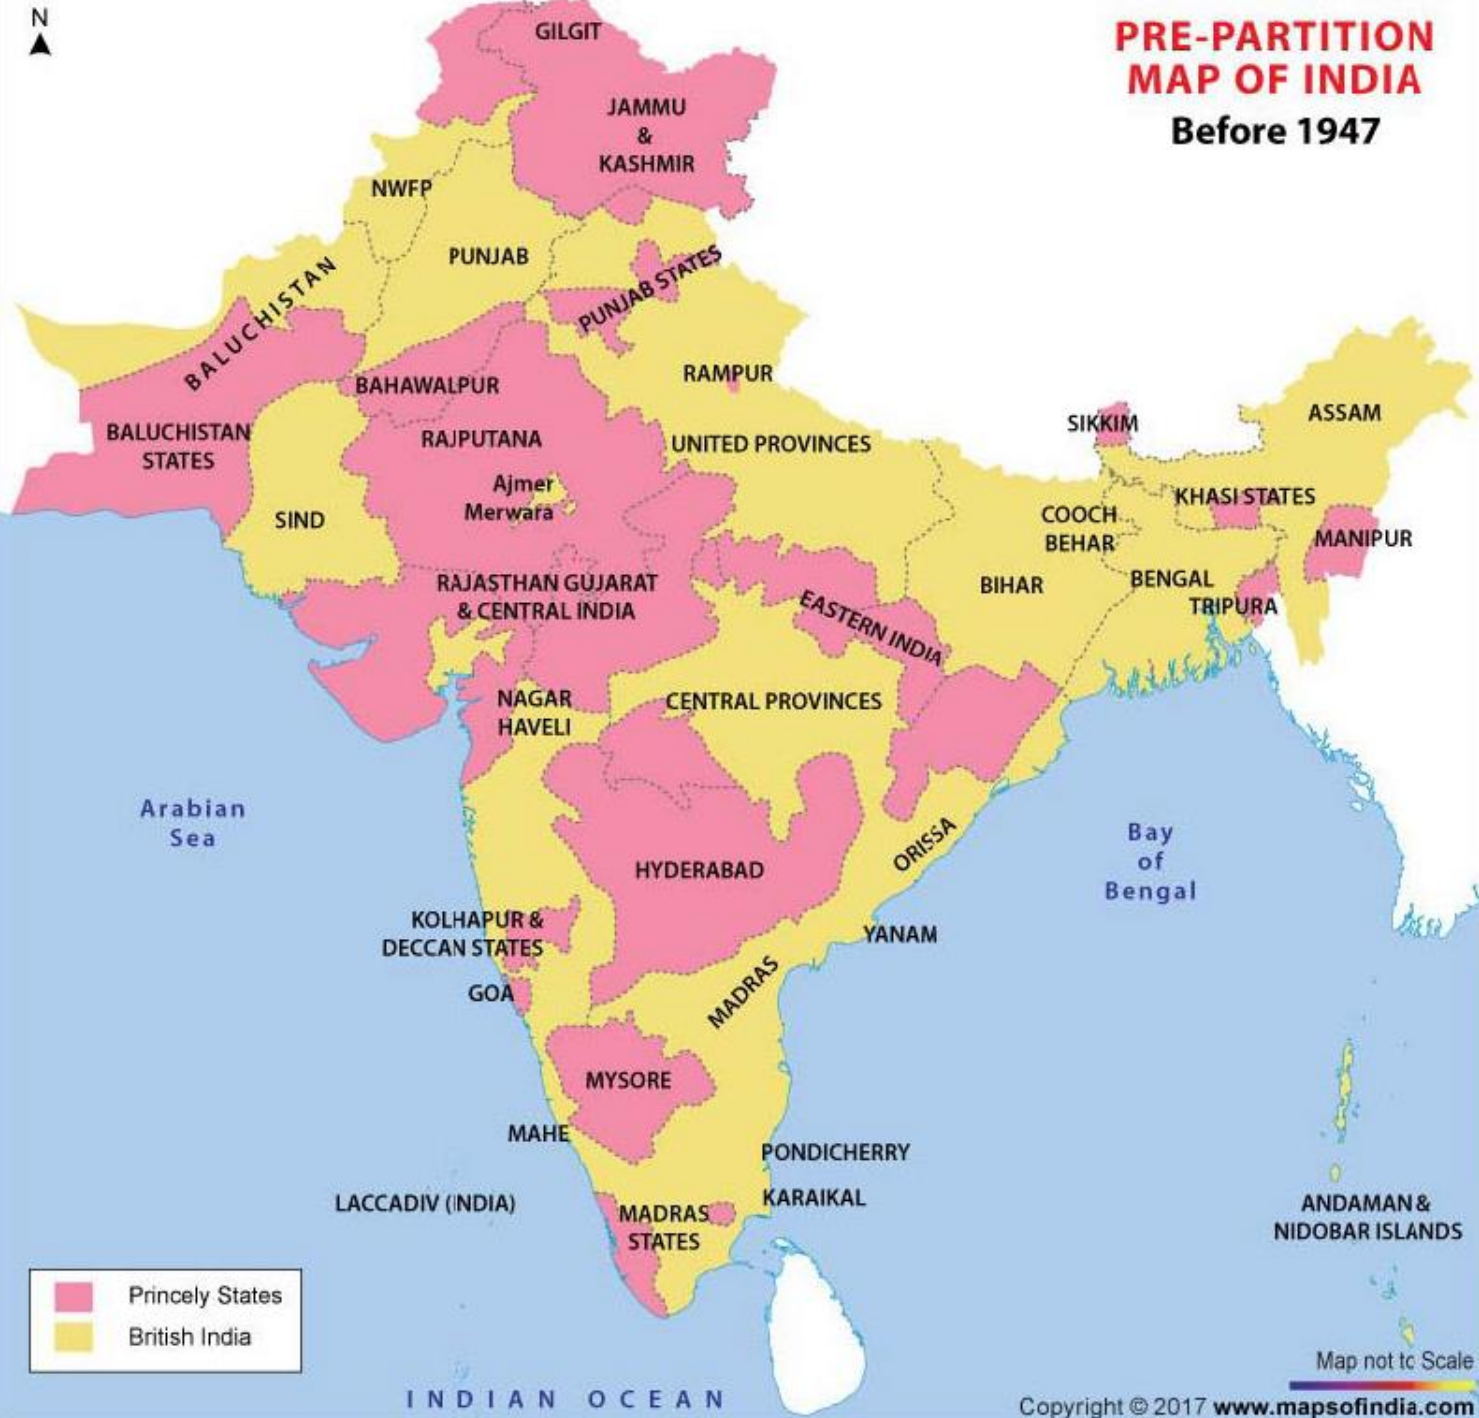 N
PRE-PARTITION
MAP OF INDIA
Before 1947
GILGIT
JAMMU
&
KASHMIR
NWFP
PUNJAB
PUNJAB STATES
BALUCHISTAN
BAHAWALPUR
RAMPUR
BALUCHISTAN
STATES
RAJPUTANA
UNITED PROVINCES
SIKKIM
ASSAM
Ajmer
Merwara
SIND
KHASI STATES
COOCH
BEHAR
MANIPUR
RAJASTHAN GUJARAT
& CENTRAL INDIA
EASTERN INDIA
BIHAR
BENGAL
TRIPURA
NAGAR
HAVELI
CENTRAL PROVINCES
Arabian
Sea
HYDERABAD
ORISSA
Bay
of
Bengal
KOLHAPUR &
DECCAN STATES
YANAM
GOA
MADRAS
MYSORE
MAHE
PONDICHERRY
LACCADIV (INDIA)
MADRAS
STATES
KARAIKAL
ANDAMAN &
NIDOBAR ISLANDS
Princely States
British India
INDIAN OCEAN
Map not to Scale
Copyright © 2017 www.mapsofindia.com